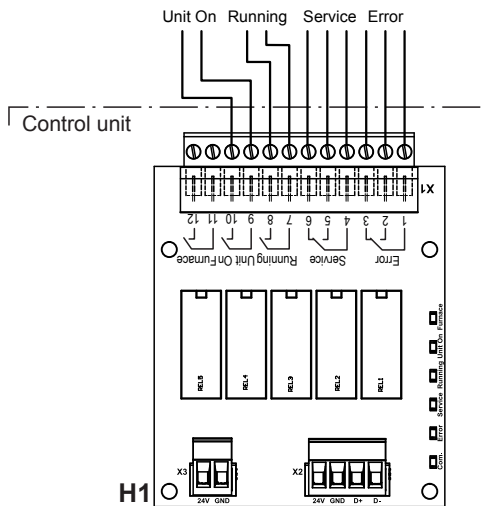 Unit On Running Service Error
Control unit
X1
12 11 10 9 8 7 6 5 4 3 2 1
Furnace Unit On Running Service Error
REL5 REL4 REL3 REL2 REL1
Furnace
Unit On
Running
Service
Error
Com.
X3 X2
H1
24V GND 24V GND D+ D-